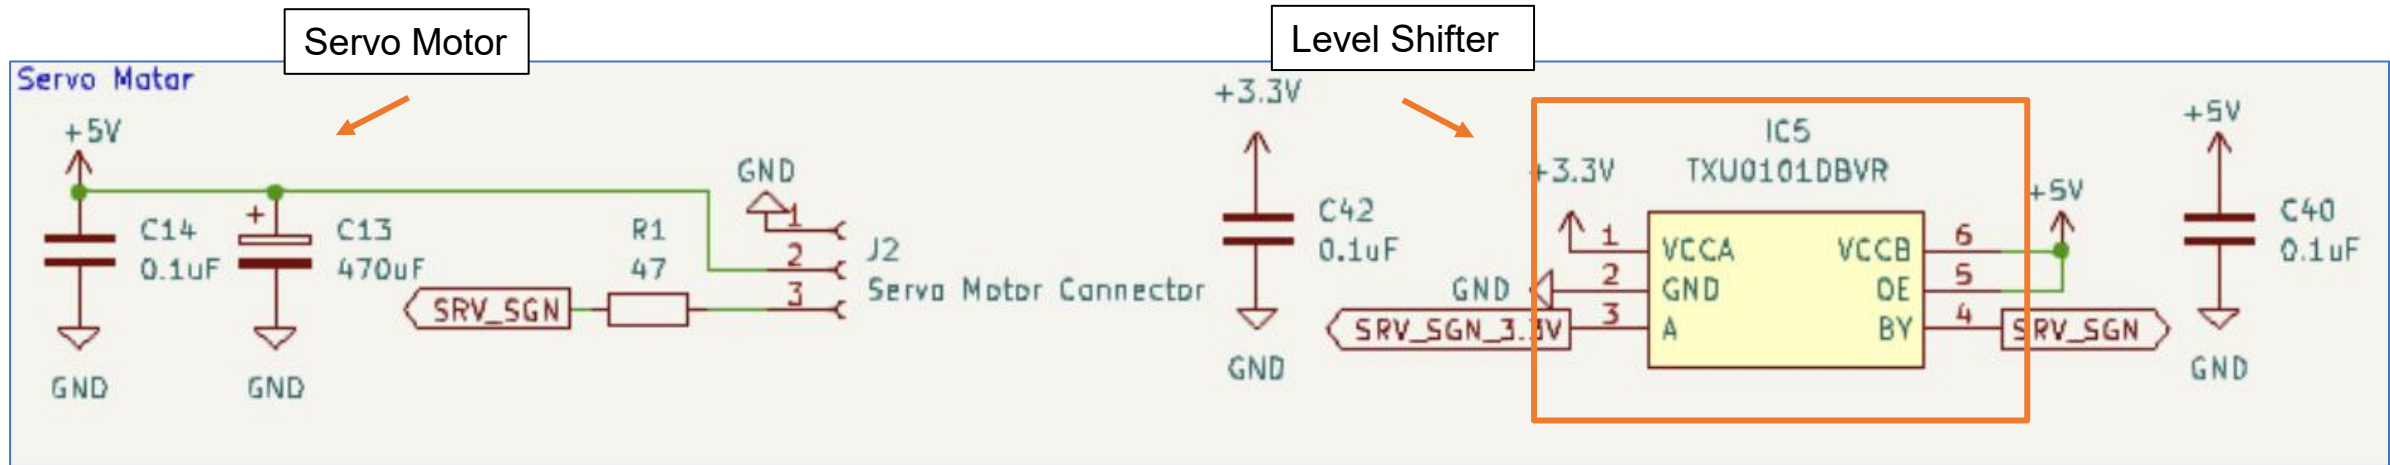 Servo Motor
Level Shifter
Servo Motor
+5V
C14
0.1uF
+
C13
470uF
GND
GND
SRV_SGN
R1
47
GND
1
2
3
J2
Servo Motor Connector
+3.3V
C42
0.1uF
GND
IC5
TXU0101DBVR
+3.3V
+5V
1
2
3
GND
SRV_SGN_3.3V
VCCA
GND
A
VCCB
OE
BY
6
5
4
SRV_SGN
+5V
C40
0.1uF
GND